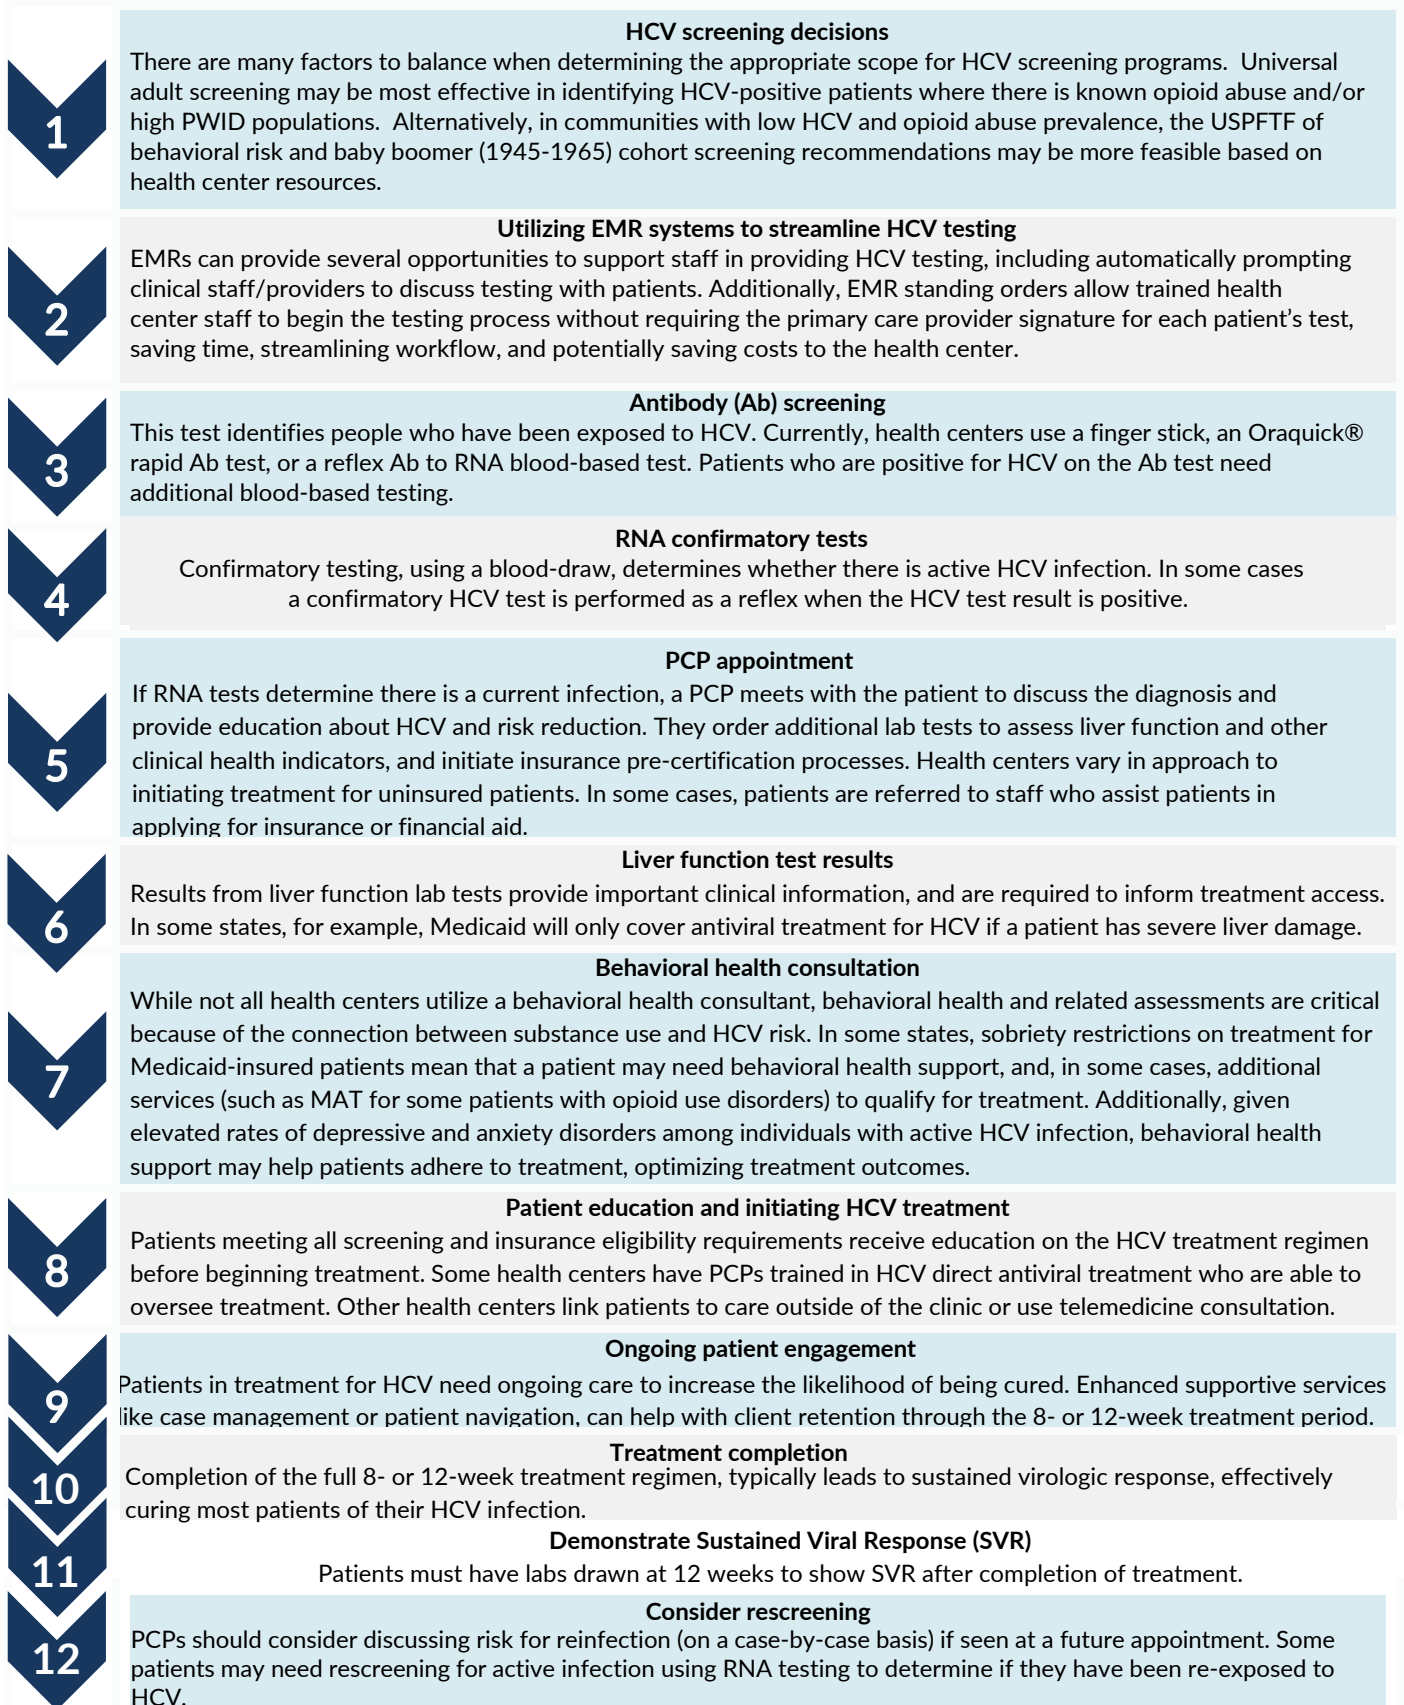 HCV screening decisions
1
There are many factors to balance when determining the appropriate scope for HCV screening programs.  Universal
adult screening may be most effective in identifying HCV-positive patients where there is known opioid abuse and/or
high PWID populations.  Alternatively, in communities with low HCV and opioid abuse prevalence, the USPFTF of
behavioral risk and baby boomer (1945-1965) cohort screening recommendations may be more feasible based on
health center resources.
Utilizing EMR systems to streamline HCV testing
2
EMRs can provide several opportunities to support staff in providing HCV testing, including automatically prompting
clinical staff/providers to discuss testing with patients. Additionally, EMR standing orders allow trained health
center staff to begin the testing process without requiring the primary care provider signature for each patient's test,
saving time, streamlining workflow, and potentially saving costs to the health center.
Antibody (Ab) screening
3
This test identifies people who have been exposed to HCV. Currently, health centers use a finger stick, an Oraquick®
rapid Ab test, or a reflex Ab to RNA blood-based test. Patients who are positive for HCV on the Ab test need
additional blood-based testing.
RNA confirmatory tests
4
Confirmatory testing, using a blood-draw, determines whether there is active HCV infection. In some cases
a confirmatory HCV test is performed as a reflex when the HCV test result is positive.
PCP appointment
5
If RNA tests determine there is a current infection, a PCP meets with the patient to discuss the diagnosis and
provide education about HCV and risk reduction. They order additional lab tests to assess liver function and other
clinical health indicators, and initiate insurance pre-certification processes. Health centers vary in approach to
initiating treatment for uninsured patients. In some cases, patients are referred to staff who assist patients in
applying for insurance or financial aid.
Liver function test results
6
Results from liver function lab tests provide important clinical information, and are required to inform treatment access.
In some states, for example, Medicaid will only cover antiviral treatment for HCV if a patient has severe liver damage.
Behavioral health consultation
7
While not all health centers utilize a behavioral health consultant, behavioral health and related assessments are critical
because of the connection between substance use and HCV risk. In some states, sobriety restrictions on treatment for
Medicaid-insured patients mean that a patient may need behavioral health support, and, in some cases, additional
services (such as MAT for some patients with opioid use disorders) to qualify for treatment. Additionally, given
elevated rates of depressive and anxiety disorders among individuals with active HCV infection, behavioral health
support may help patients adhere to treatment, optimizing treatment outcomes.
Patient education and initiating HCV treatment
8
Patients meeting all screening and insurance eligibility requirements receive education on the HCV treatment regimen
before beginning treatment. Some health centers have PCPs trained in HCV direct antiviral treatment who are able to
oversee treatment. Other health centers link patients to care outside of the clinic or use telemedicine consultation.
Ongoing patient engagement
9
Patients in treatment for HCV need ongoing care to increase the likelihood of being cured. Enhanced supportive services
like case management or patient navigation, can help with client retention through the 8- or 12-week treatment period.
Treatment completion
10
Completion of the full 8- or 12-week treatment regimen, typically leads to sustained virologic response, effectively
curing most patients of their HCV infection.
Demonstrate Sustained Viral Response (SVR)
11
Patients must have labs drawn at 12 weeks to show SVR after completion of treatment.
Consider rescreening
12
PCPs should consider discussing risk for reinfection (on a case-by-case basis) if seen at a future appointment. Some
patients may need rescreening for active infection using RNA testing to determine if they have been re-exposed to
HCV.